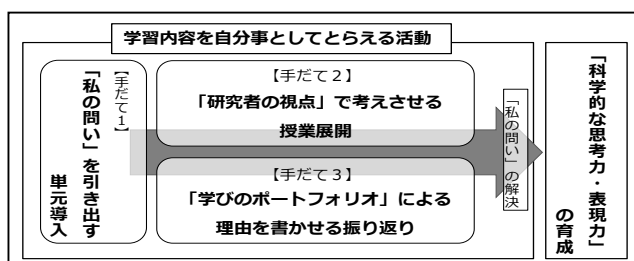 学習内容を自分事としてとらえる活動
【手だて1】
「私の問い」を引き出す
単元導入
【手だて2】
「研究者の視点」で考えさせる
授業展開
【手だて3】
「学びのポートフォリオ」による
理由を書かせる振り返り
「私の問い」の解決
「科学的な思考力・表現力」
の育成